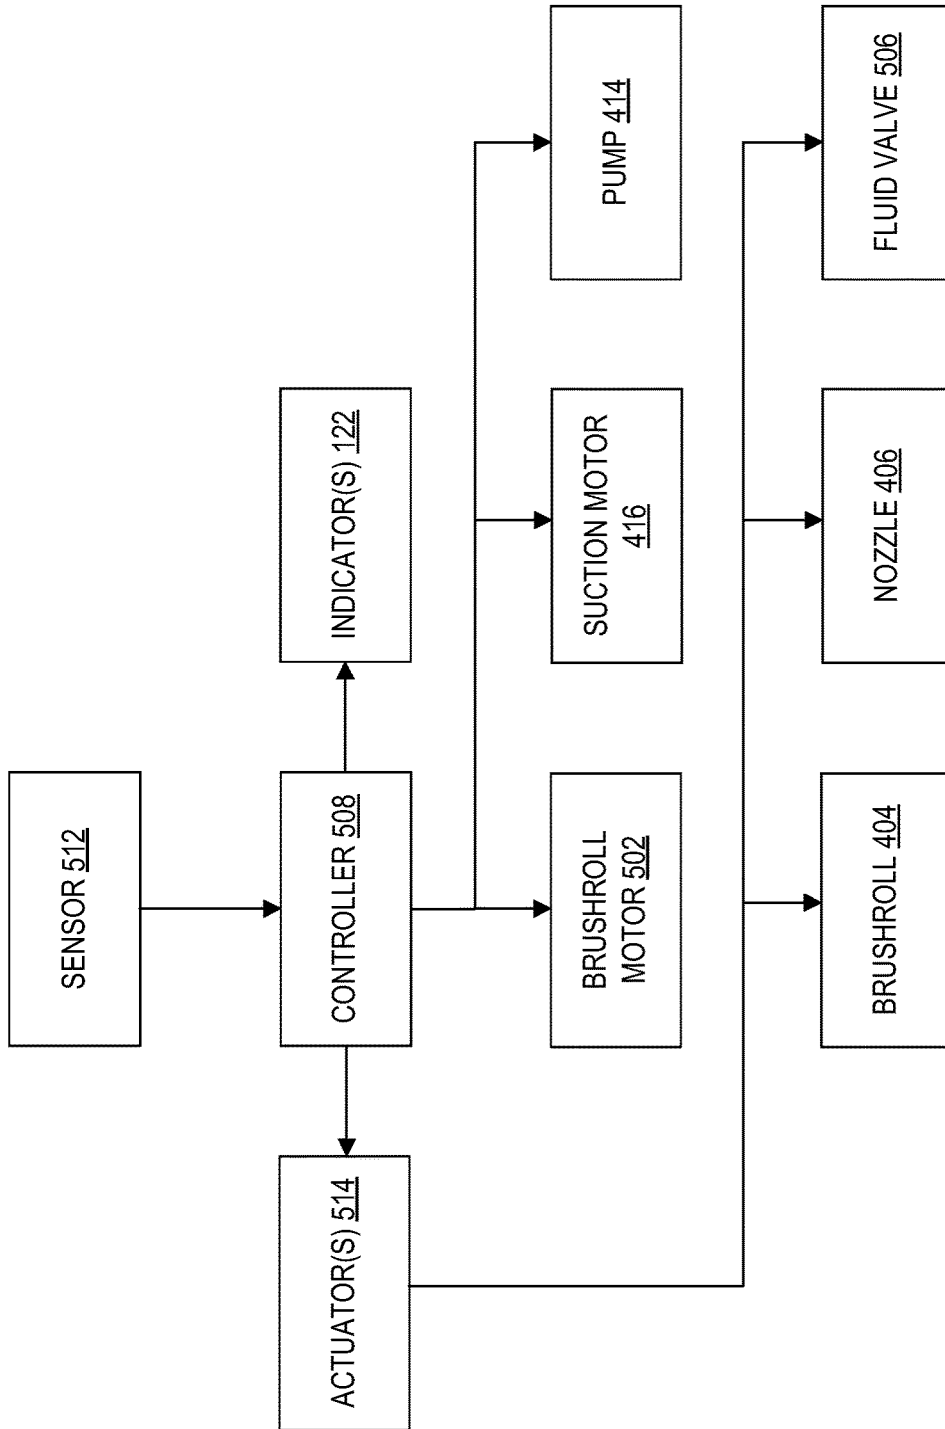 SENSOR 512
ACTUATOR(S) 514
CONTROLLER 508
INDICATOR(S) 122
BRUSHROLL
MOTOR 502
SUCTION MOTOR
416
PUMP 414
BRUSHROLL 404
NOZZLE 406
FLUID VALVE 506